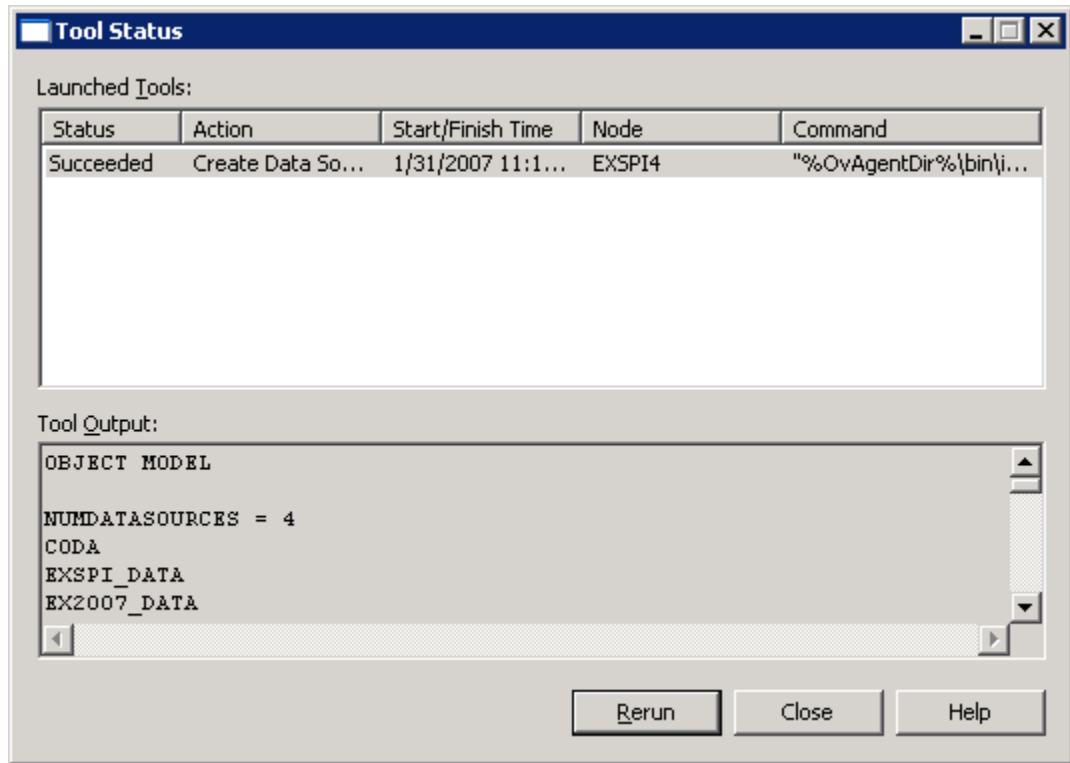 Tool Status
Launched Tools:
Status Action Start/Finish Time Node Command
Succeeded Create Data So... 1/31/2007 11:1... EXSPI4 "%OvAgentDir%\bin\i...
Tool Output:
OBJECT MODEL
NUMDATASOURCES = 4
CODA
EXSPI_DATA
EX2007_DATA
Rerun Close Help